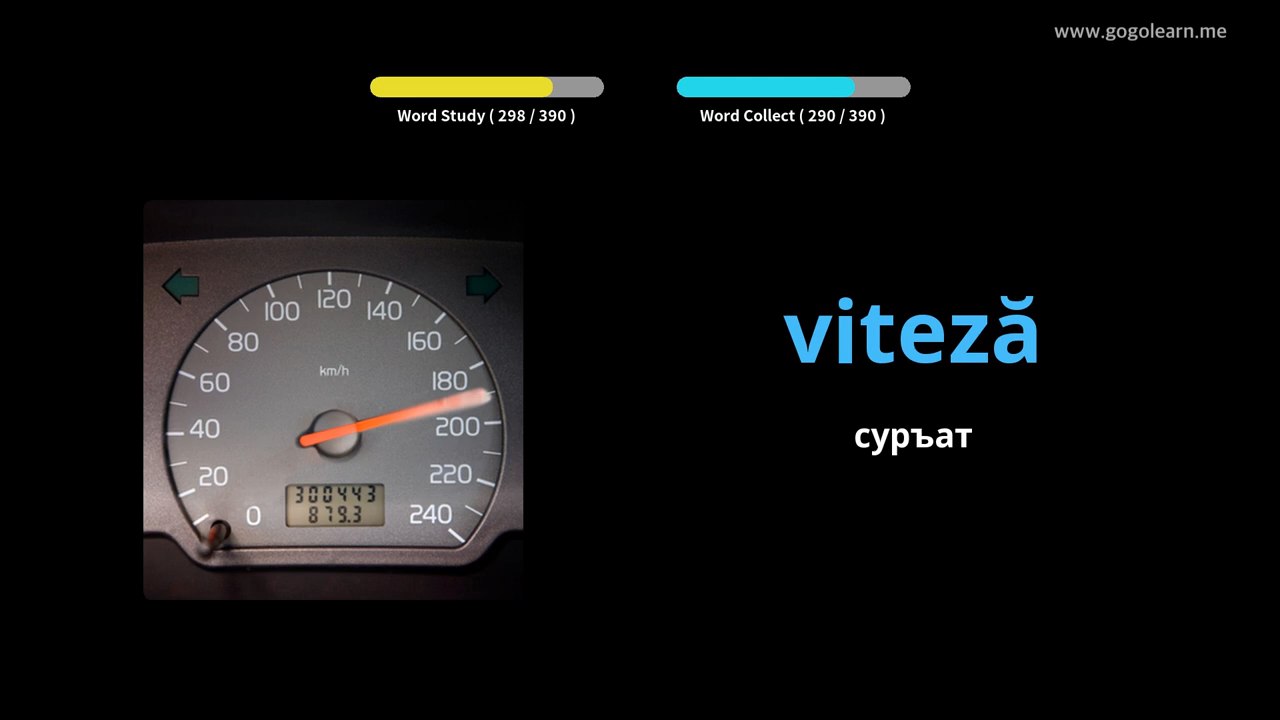 www.gogolearn.me
Word Study ( 298 / 390 )
Word Collect ( 290 / 390 )
viteză
суръат
0
20
40
60
80
100
120
140
160
180
200
220
240
km/h
300443
879.3